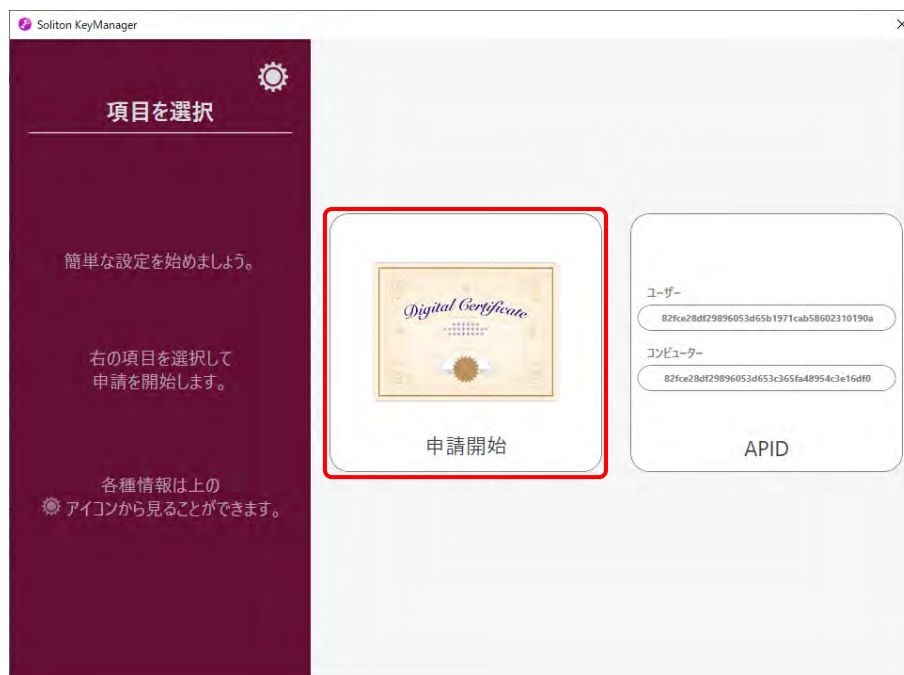 Soliton KeyManager
項目を選択
簡単な設定を始めましょう。
右の項目を選択して
申請を開始します。
各種情報は上の
アイコンから見ることができます。
Digital Certificate
申請開始
ユーザー
82fce28df29896053d65b1971cab58602310190a
コンピューター
82fce28df29896053d653c365fa48954c3e16df0
APID